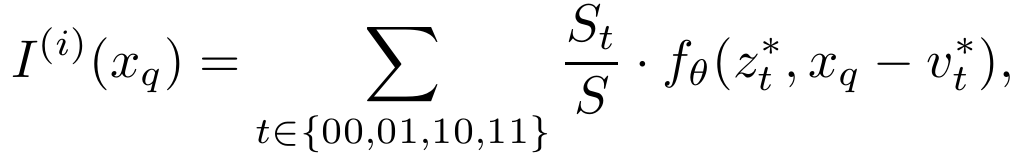 I^{(i)}(x_q) = \sum_{t \in \{00,01,10,11\}} \frac{S_t}{S} \cdot f_\theta(z_t^*, x_q - v_t^*),